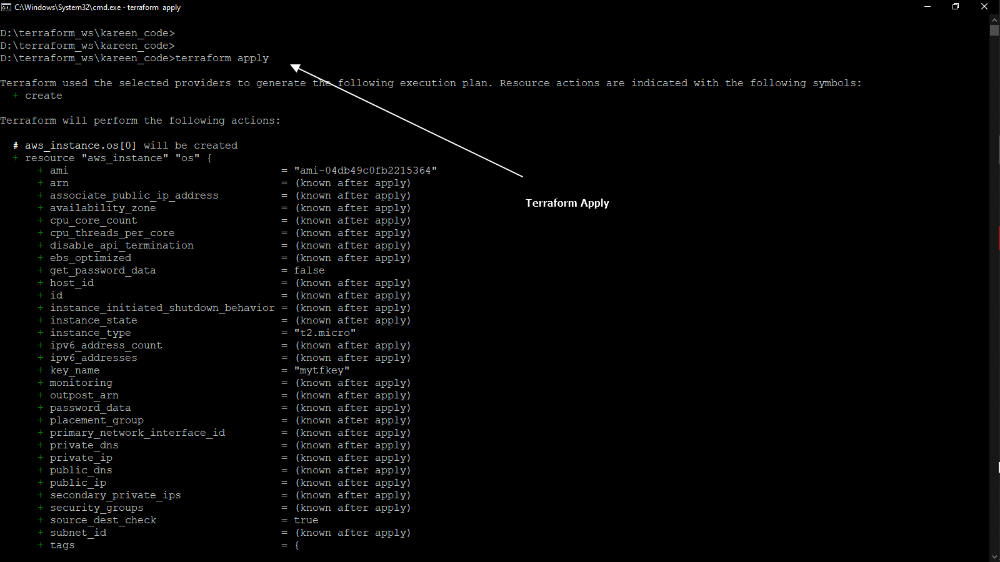 C:\Windows\System32\cmd.exe - terraform  apply
D:\terraform_ws\kareen_code>
D:\terraform_ws\kareen_code>
D:\terraform_ws\kareen_code>terraform apply
Terraform used the selected providers to generate the following execution plan. Resource actions are indicated with the following symbols:
+ create
Terraform will perform the following actions:
# aws_instance.os[0] will be created
+ resource "aws_instance" "os" {
+ ami = "ami-04db49c0fb2215364"
+ arn = (known after apply)
+ associate_public_ip_address = (known after apply)
Terraform Apply
+ availability_zone = (known after apply)
+ cpu_core_count = (known after apply)
+ cpu_threads_per_core = (known after apply)
+ disable_api_termination = (known after apply)
+ ebs_optimized = (known after apply)
+ get_password_data = false
+ host_id = (known after apply)
+ id = (known after apply)
+ instance_initiated_shutdown_behavior = (known after apply)
+ instance_state = (known after apply)
+ instance_type = "t2.micro"
+ ipv6_address_count = (known after apply)
+ ipv6_addresses = (known after apply)
+ key_name = "mytfkey"
+ monitoring = (known after apply)
+ outpost_arn = (known after apply)
+ password_data = (known after apply)
+ placement_group = (known after apply)
+ primary_network_interface_id = (known after apply)
+ private_dns = (known after apply)
+ private_ip = (known after apply)
+ public_dns = (known after apply)
+ public_ip = (known after apply)
+ secondary_private_ips = (known after apply)
+ security_groups = (known after apply)
+ source_dest_check = true
+ subnet_id = (known after apply)
+ tags = {